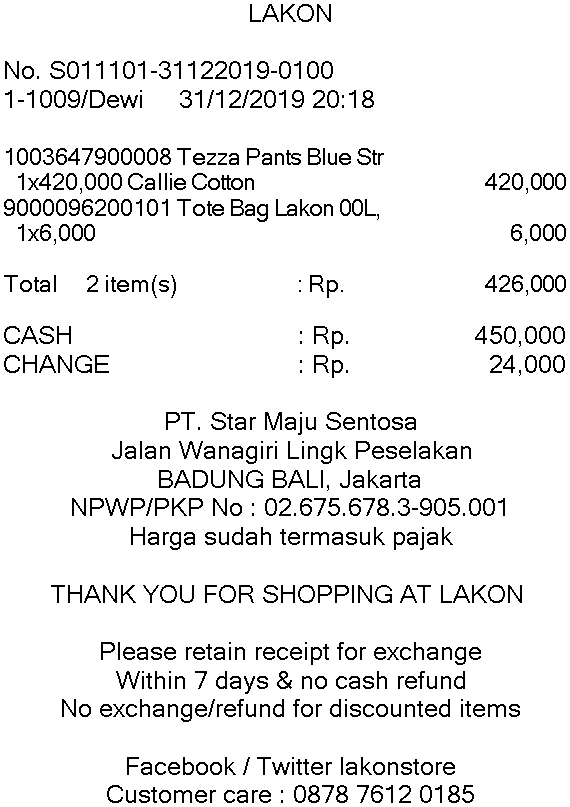 LAKON
No. S011101-31122019-0100
1-1009/Dewi 31/12/2019 20:18
1003647900008 Tezza Pants Blue Str
1x420,000 Callie Cotton 420,000
9000096200101 Tote Bag Lakon 00L,
1x6,000 6,000
Total 2 item(s) : Rp. 426,000
CASH : Rp. 450,000
CHANGE : Rp. 24,000
PT. Star Maju Sentosa
Jalan Wanagiri Lingk Peselakan
BADUNG BALI, Jakarta
NPWP/PKP No : 02.675.678.3-905.001
Harga sudah termasuk pajak
THANK YOU FOR SHOPPING AT LAKON
Please retain receipt for exchange
Within 7 days & no cash refund
No exchange/refund for discounted items
Facebook / Twitter lakonstore
Customer care : 0878 7612 0185